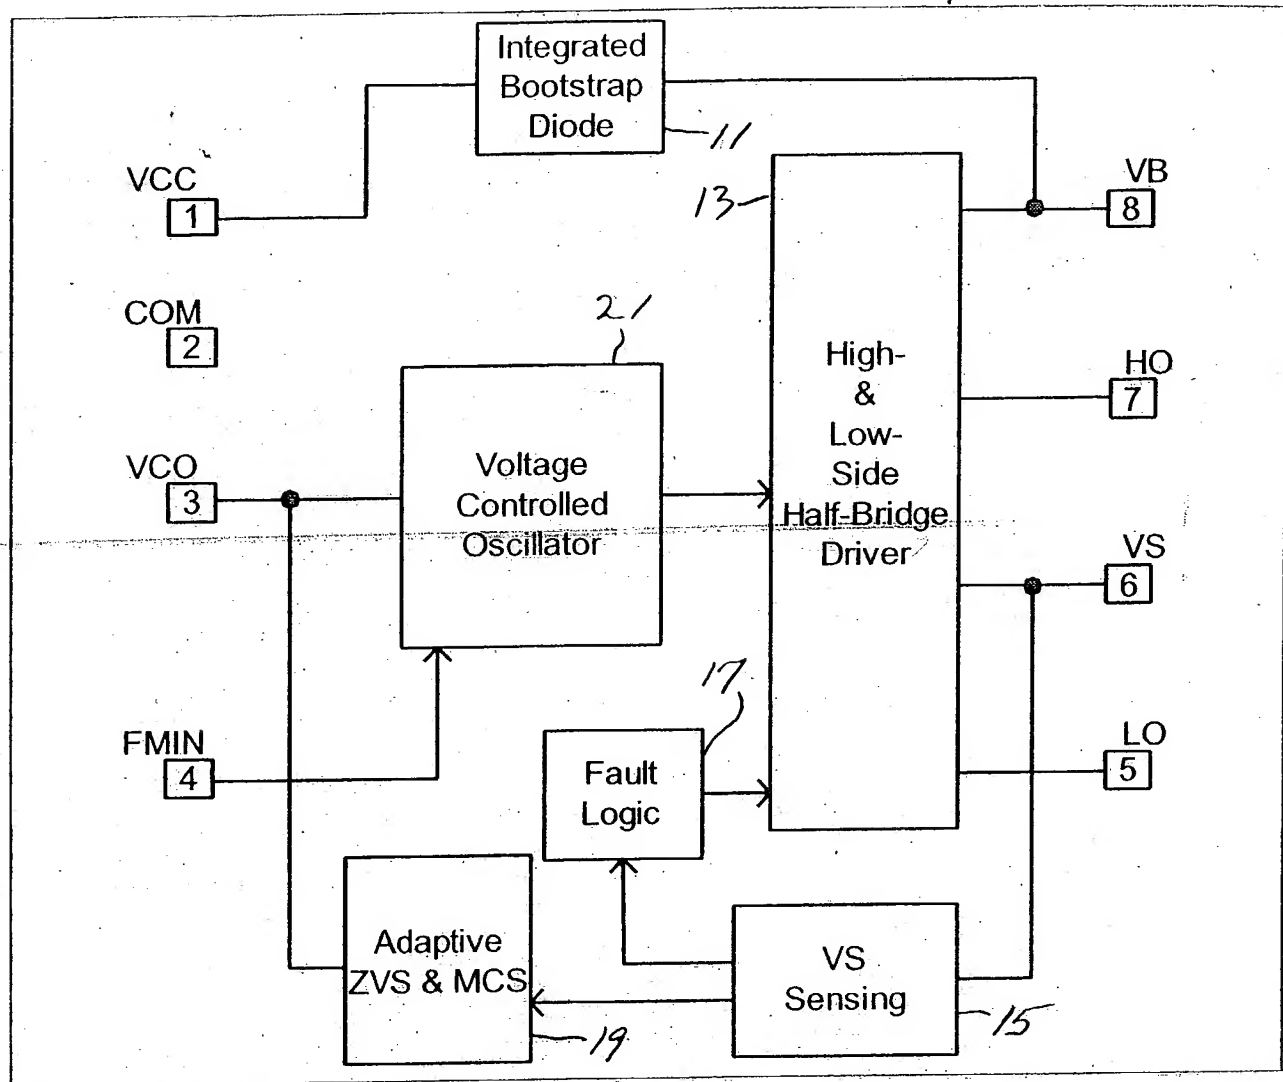 Integrated
Bootstrap
Diode
11
VCC
1
13
VB
8
COM
2
21
High-
&
Low-
Side
Half-Bridge
Driver
HO
7
VCO
3
Voltage
Controlled
Oscillator
VS
6
17
FMIN
4
Fault
Logic
LO
5
Adaptive
ZVS & MCS
19
VS
Sensing
15